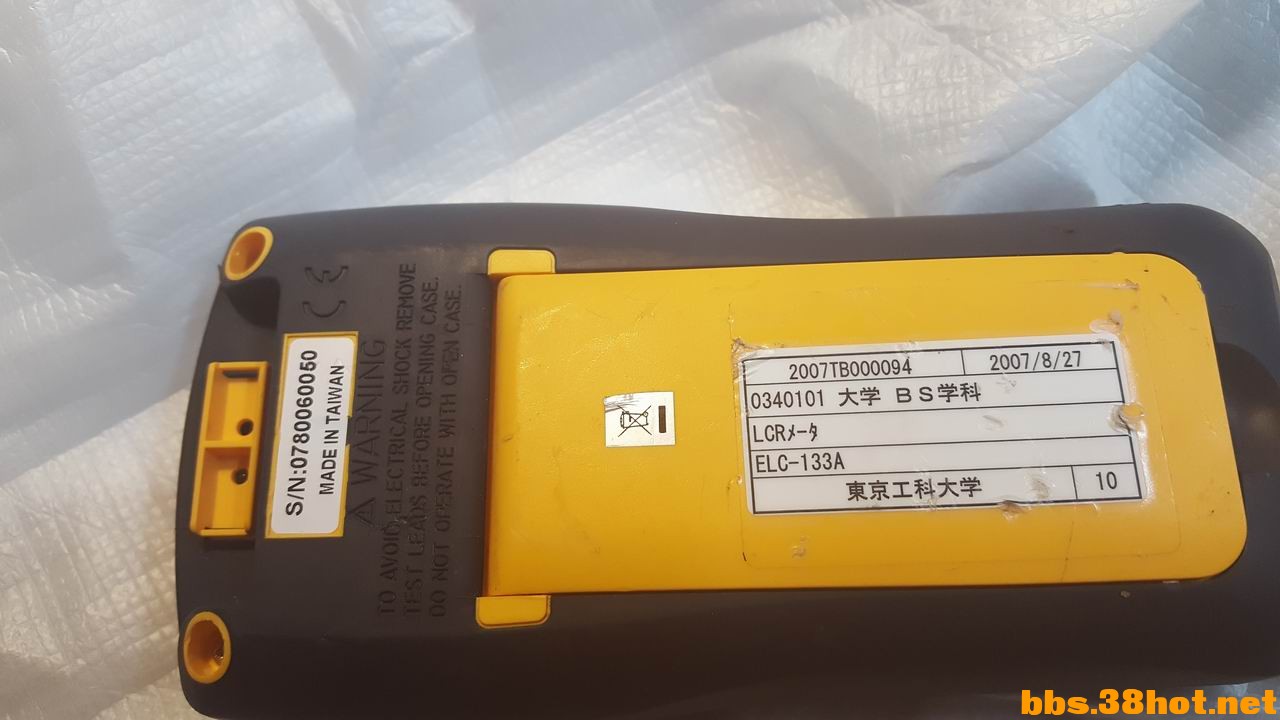 S/N:0780060050
MADE IN TAIWAN
CE
WARNING
TO AVOID ELECTRICAL SHOCK REMOVE
TEST LEADS BEFORE OPENING CASE.
DO NOT OPERATE WITH OPEN CASE.
2007TB000094 2007/8/27
0340101 大学 BS学科
LCRメータ
ELC-133A
東京工科大学 10
bbs.38hot.net